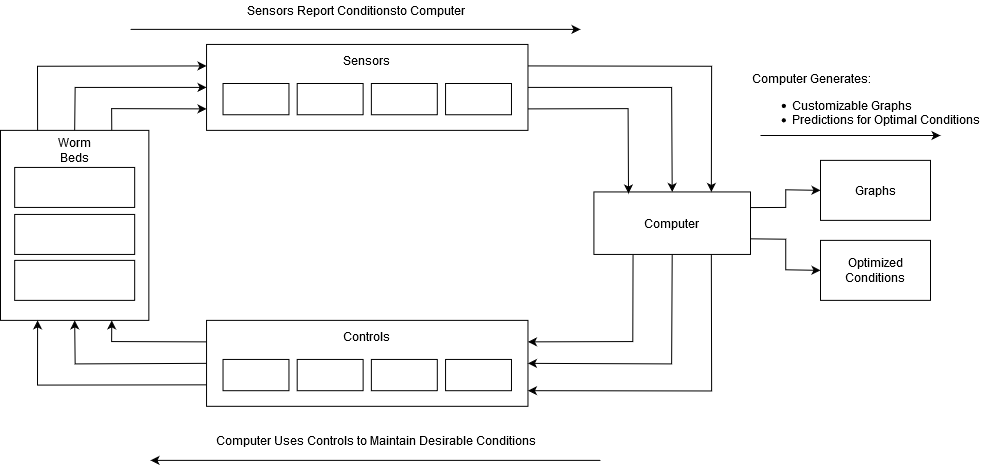 Sensors Report Conditionsto Computer
Sensors
Computer Generates:
• Customizable Graphs
• Predictions for Optimal Conditions
Worm
Beds
Computer
Graphs
Optimized
Conditions
Controls
Computer Uses Controls to Maintain Desirable Conditions